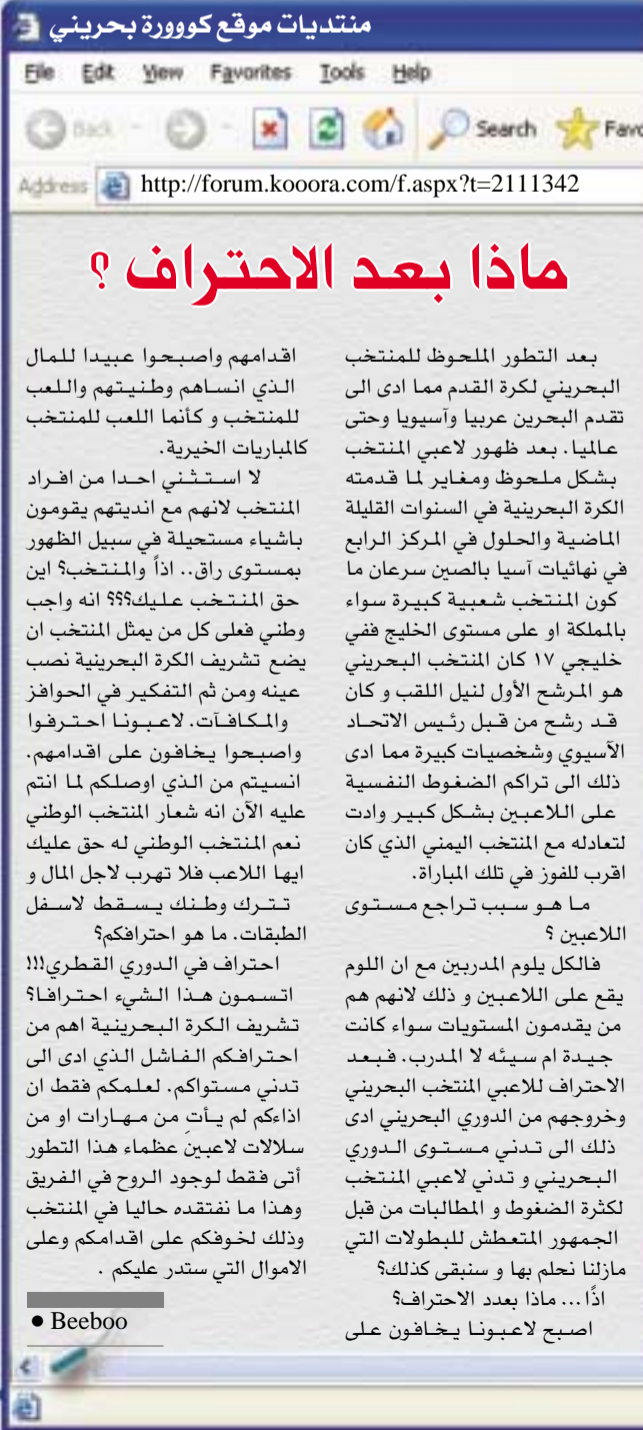 منتديات موقع كووورة بحريني
File Edit View Favorites Tools Help
Back Search Favo
Address http://forum.kooora.com/f.aspx?t=2111342
ماذا بعد الاحتراف ؟
بعد التطور الملحوظ للمنتخب
البحريني لكرة القدم مما ادى الى
تقدم البحرين عربيا وآسيويا وحتى
عالميا. بعد ظهور لاعبي المنتخب
بشكل ملحوظ ومغاير لما قدمته
الكرة البحرينية في السنوات القليلة
الماضية والحلول في المركز الرابع
في نهائيات آسيا بالصين سرعان ما
كون المنتخب شعبية كبيرة سواء
بالمملكة او على مستوى الخليج ففي
خليجي ١٧ كان المنتخب البحريني
هو المرشح الأول لنيل اللقب و كان
قد رشح من قبل رئيس الاتحاد
الآسيوي وشخصيات كبيرة مما ادى
ذلك الى تراكم الضغوط النفسية
على اللاعبين بشكل كبير وادت
لتعادله مع المنتخب اليمني الذي كان
اقرب للفوز في تلك المباراة.
ما هو سبب تراجع مستوى
اللاعبين ؟
فالكل يلوم المدربين مع ان اللوم
يقع على اللاعبين و ذلك لانهم هم
من يقدمون المستويات سواء كانت
جيدة ام سيئه لا المدرب. فبعد
الاحتراف للاعبي المنتخب البحريني
وخروجهم من الدوري البحريني ادى
ذلك الى تدني مستوى الدوري
البحريني و تدني لاعبي المنتخب
لكثرة الضغوط و المطالبات من قبل
الجمهور المتعطش للبطولات التي
مازلنا نحلم بها و سنبقى كذلك؟
اذًا... ماذا بعدد الاحتراف؟
اصبح لاعبونا يخافون على
اقدامهم واصبحوا عبيدا للمال
الذي انساهم وطنيتهم واللعب
للمنتخب و كأنما اللعب للمنتخب
كالمباريات الخيرية.
لا استثني احدا من افراد
المنتخب لانهم مع انديتهم يقومون
باشياء مستحيلة في سبيل الظهور
بمستوى راق.. اذاً والمنتخب؟ اين
حق المنتخب عليك؟؟؟ انه واجب
وطني فعلى كل من يمثل المنتخب ان
يضع تشريف الكرة البحرينية نصب
عينه ومن ثم التفكير في الحوافز
والمكافآت. لاعبونا احترفوا
واصبحوا يخافون على اقدامهم.
انسيتم من الذي اوصلكم لما انتم
عليه الآن انه شعار المنتخب الوطني
نعم المنتخب الوطني له حق عليك
ايها اللاعب فلا تهرب لاجل المال و
تترك وطنك يسقط لاسفل
الطبقات. ما هو احترافكم؟
احتراف في الدوري القطري!!!
اتسمون هذا الشيء احترافا؟
تشريف الكرة البحرينية اهم من
احترافكم الفاشل الذي ادى الى
تدني مستواكم. لعلمكم فقط ان
اذاءكم لم يأت من مهارات او من
سلالات لاعبين عظماء هذا التطور
أتى فقط لوجود الروح في الفريق
وهذا ما نفتقده حاليا في المنتخب
وذلك لخوفكم على اقدامكم وعلى
الاموال التي ستدر عليكم .
● Beeboo